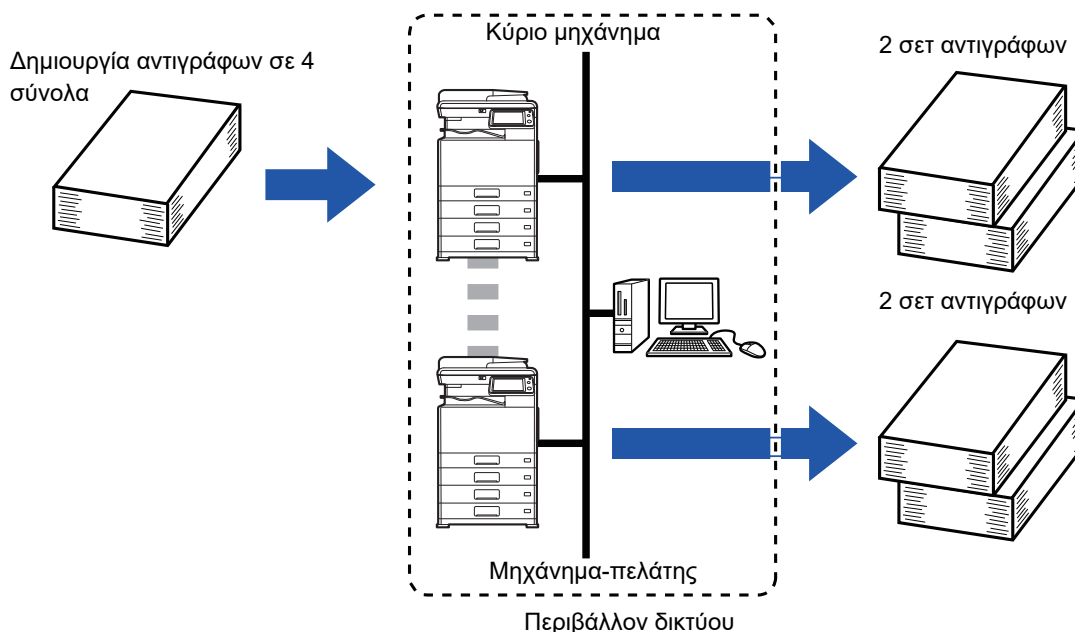 Δημιουργία αντιγράφων σε 4
σύνολα
Κύριο μηχάνημα
2 σετ αντιγράφων
2 σετ αντιγράφων
Μηχάνημα-πελάτης
Περιβάλλον δικτύου